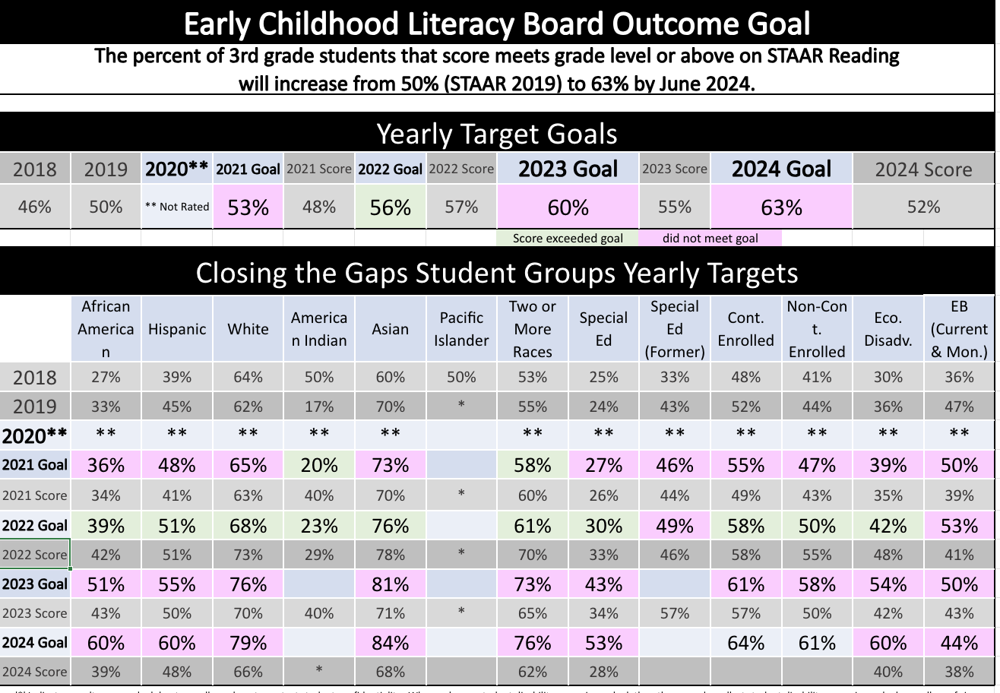 Early Childhood Literacy Board Outcome Goal
The percent of 3rd grade students that score meets grade level or above on STAAR Reading
will increase from 50% (STAAR 2019) to 63% by June 2024.
Yearly Target Goals
2018 2019 2020** 2021 Goal 2021 Score 2022 Goal 2022 Score 2023 Goal 2023 Score 2024 Goal 2024 Score
46% 50% ** Not Rated 53% 48% 56% 57% 60% 55% 63% 52%
Score exceeded goal did not meet goal
Closing the Gaps Student Groups Yearly Targets
African America n Hispanic White America n Indian Asian Pacific Islander Two or More Races Special Ed Special Ed (Former) Cont. Enrolled Non-Con t. Enrolled Eco. Disadv. EB (Current & Mon.)
2018 27% 39% 64% 50% 60% 50% 53% 25% 33% 48% 41% 30% 36%
2019 33% 45% 62% 17% 70% * 55% 24% 43% 52% 44% 36% 47%
2020** ** ** ** ** ** ** ** ** ** ** ** **
2021 Goal 36% 48% 65% 20% 73% 58% 27% 46% 55% 47% 39% 50%
2021 Score 34% 41% 63% 40% 70% * 60% 26% 44% 49% 43% 35% 39%
2022 Goal 39% 51% 68% 23% 76% 61% 30% 49% 58% 50% 42% 53%
2022 Score 42% 51% 73% 29% 78% * 70% 33% 46% 58% 55% 48% 41%
2023 Goal 51% 55% 76% 81% 73% 43% 61% 58% 54% 50%
2023 Score 43% 50% 70% 40% 71% * 65% 34% 57% 57% 50% 42% 43%
2024 Goal 60% 60% 79% 84% 76% 53% 64% 61% 60% 44%
2024 Score 39% 48% 66% * 68% 62% 28% 40% 38%